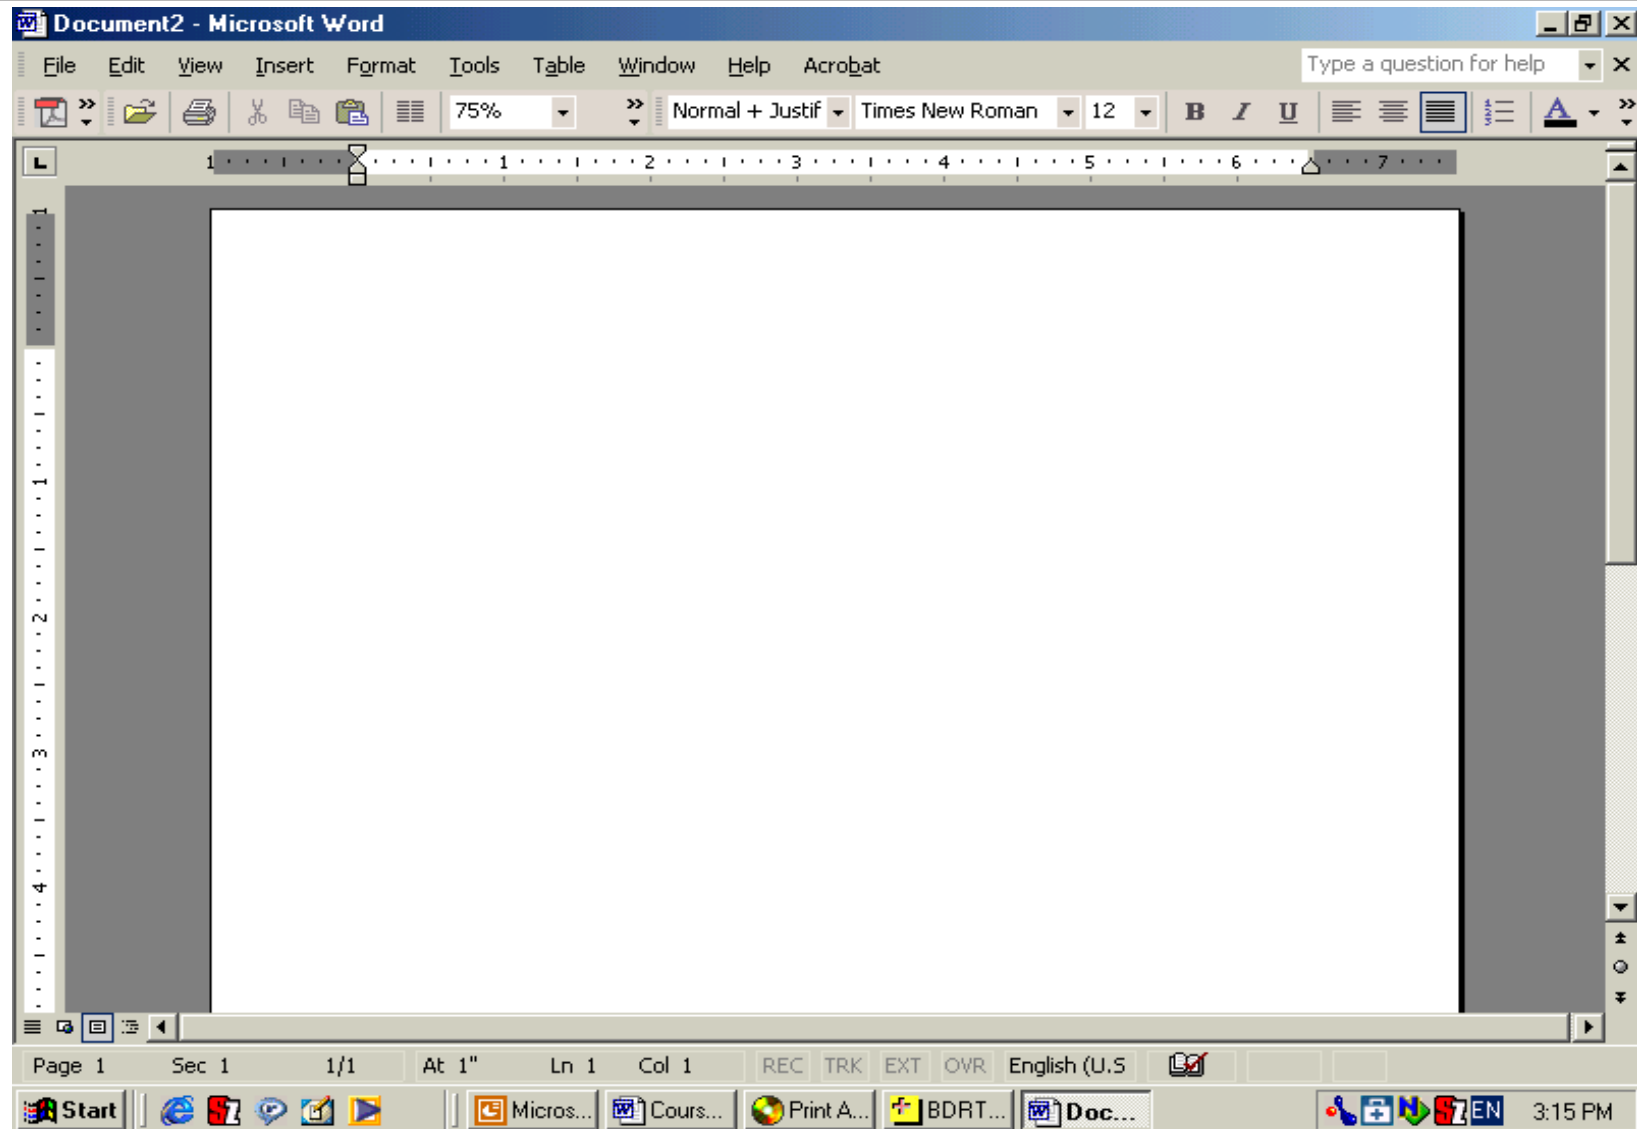 Document2 - Microsoft Word
File Edit View Insert Format Tools Table Window Help Acrobat Type a question for help
75% Normal + Justif Times New Roman 12 B I U A
L 1 1 2 3 4 5 6 7
1
1
2
3
4
Page 1 Sec 1 1/1 At 1" Ln 1 Col 1 REC TRK EXT OVR English (U.S
Start Micros... Cours... Print A... BDRT... Doc... EN 3:15 PM